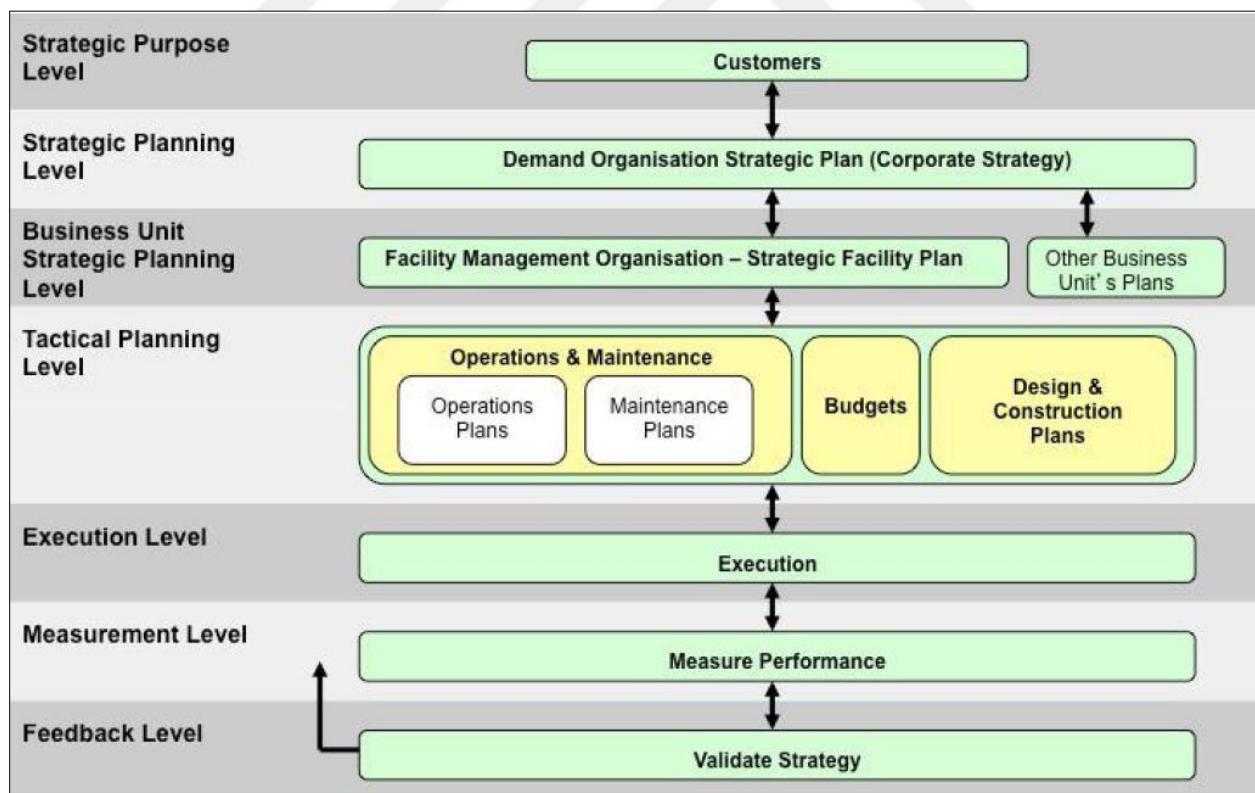 Strategic Purpose
Level
Customers
Strategic Planning
Level
Demand Organisation Strategic Plan (Corporate Strategy)
Business Unit
Strategic Planning
Level
Facility Management Organisation – Strategic Facility Plan
Other Business
Unit's Plans
Tactical Planning
Level
Operations & Maintenance
Operations
Plans
Maintenance
Plans
Budgets
Design &
Construction
Plans
Execution Level
Execution
Measurement Level
Measure Performance
Feedback Level
Validate Strategy